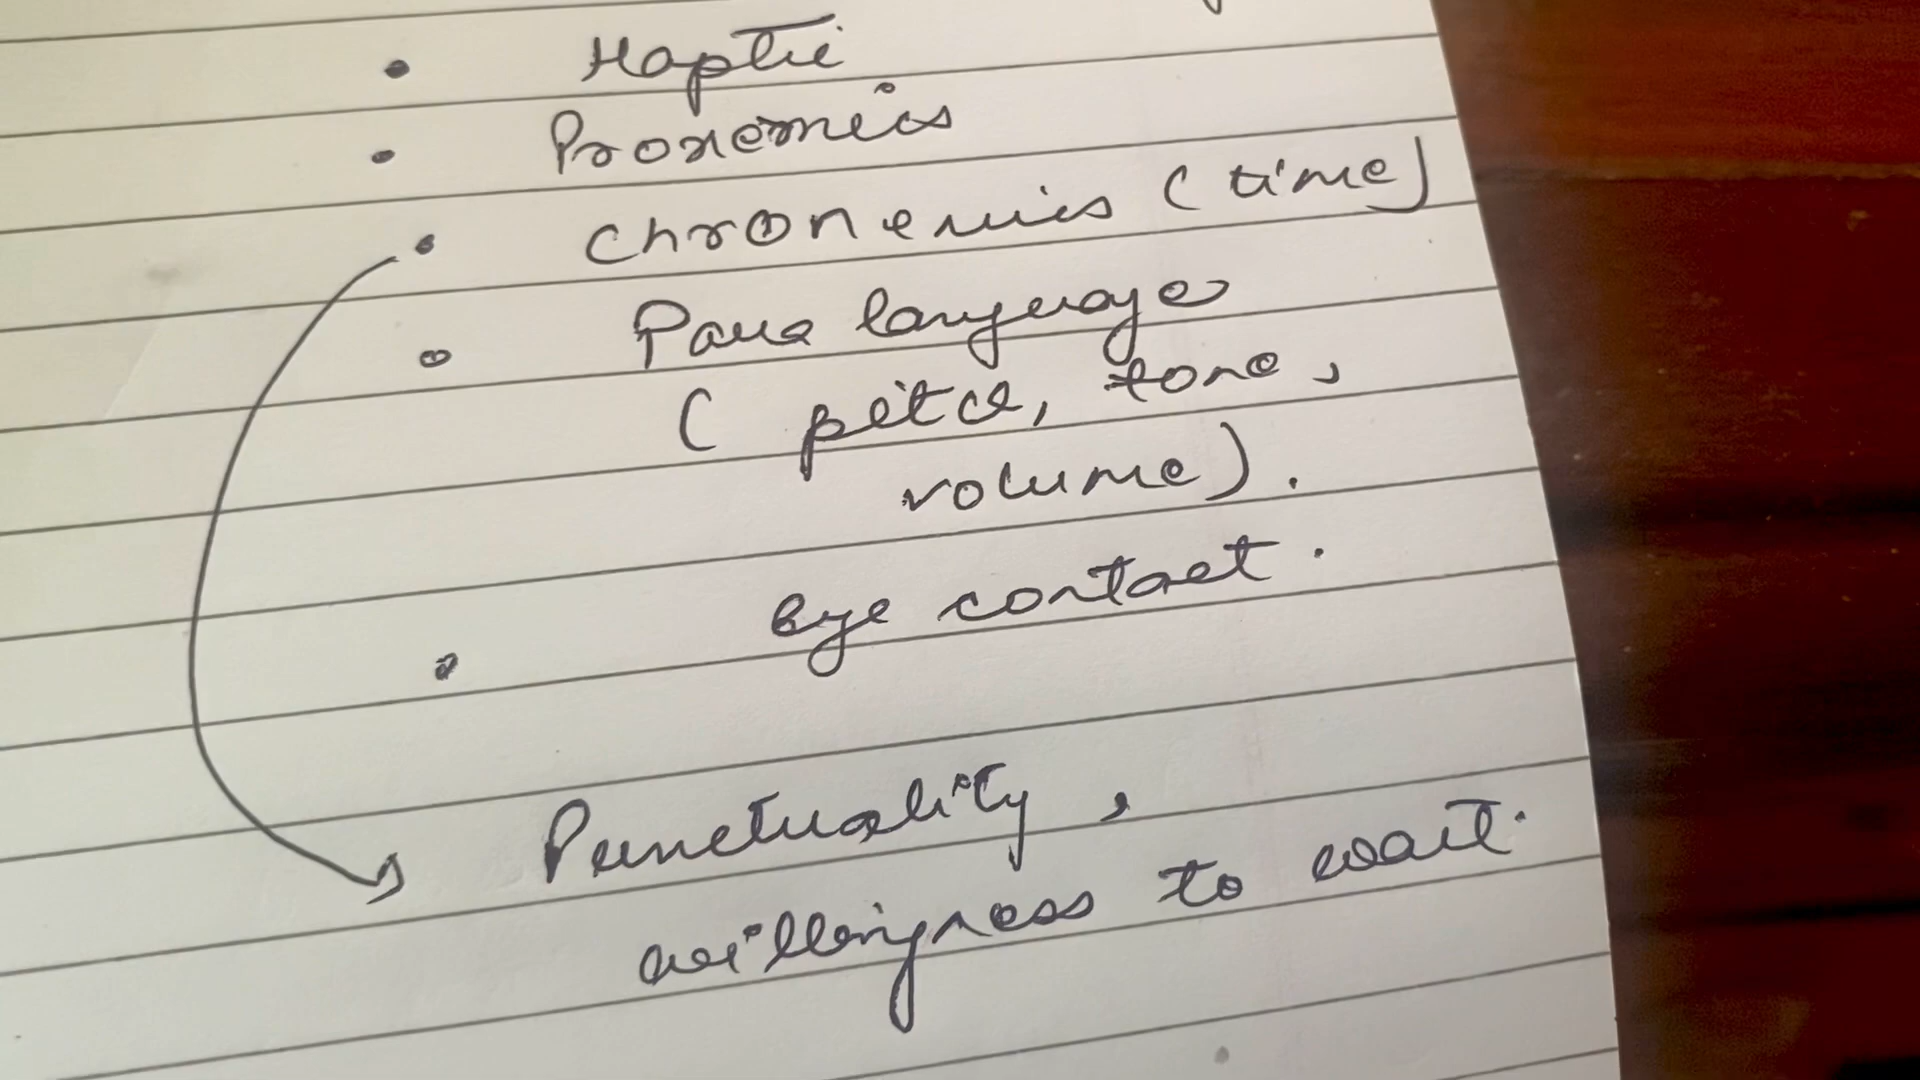 Haptic
Proxemics
Chronemics (time)
Para language
( pitch, tone,
volume).
eye contact.
Punctuality,
willingness to wait.